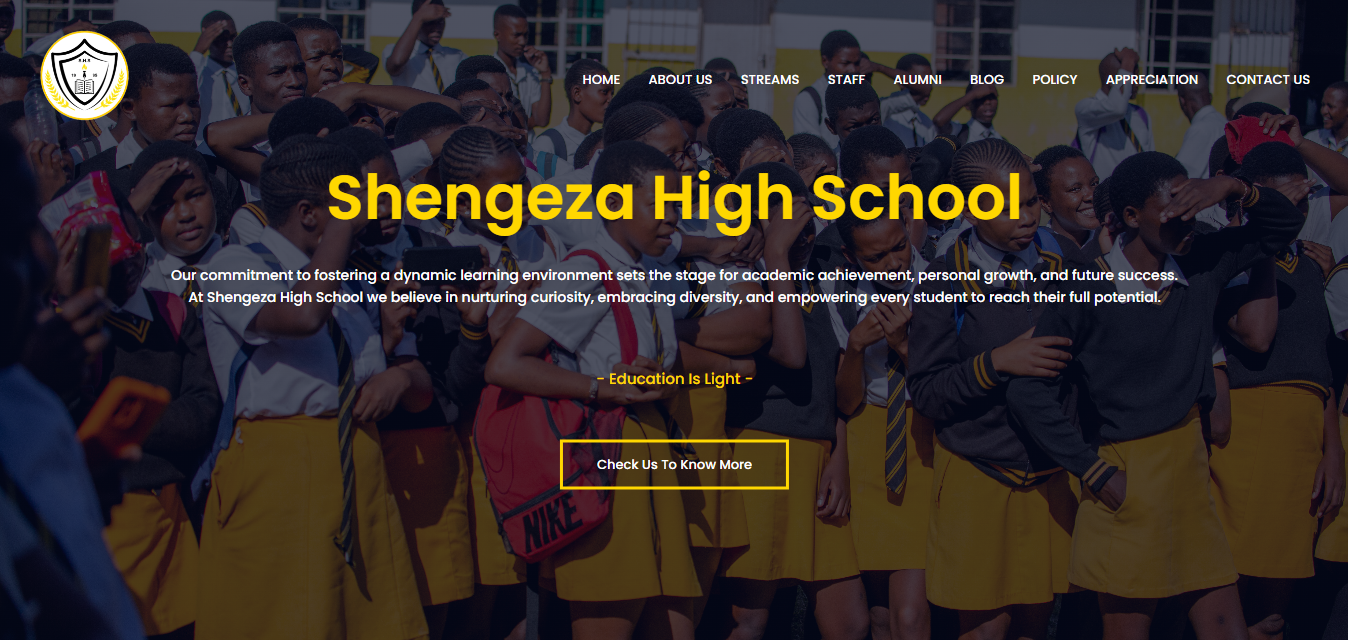 S.H.S
HOME ABOUT US STREAMS STAFF ALUMNI BLOG POLICY APPRECIATION CONTACT US
Shengeza High School
Our commitment to fostering a dynamic learning environment sets the stage for academic achievement, personal growth, and future success.
At Shengeza High School we believe in nurturing curiosity, embracing diversity, and empowering every student to reach their full potential.
- Education Is Light -
Check Us To Know More
NIKE